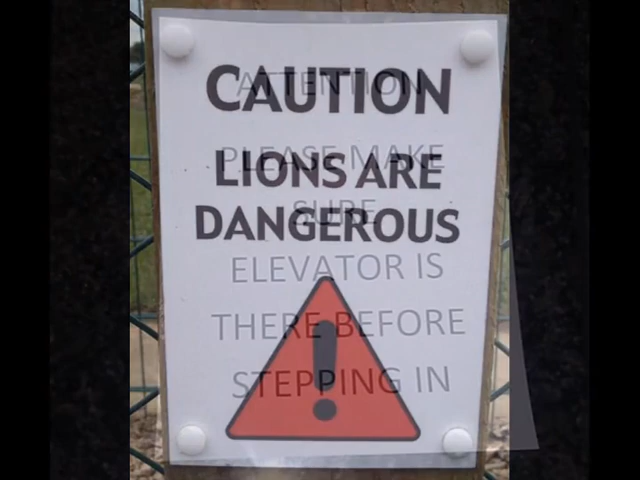 CAUTION
LIONS ARE
DANGEROUS
ATTENTION
PLEASE MAKE
SURE
ELEVATOR IS
THERE BEFORE
STEPPING IN